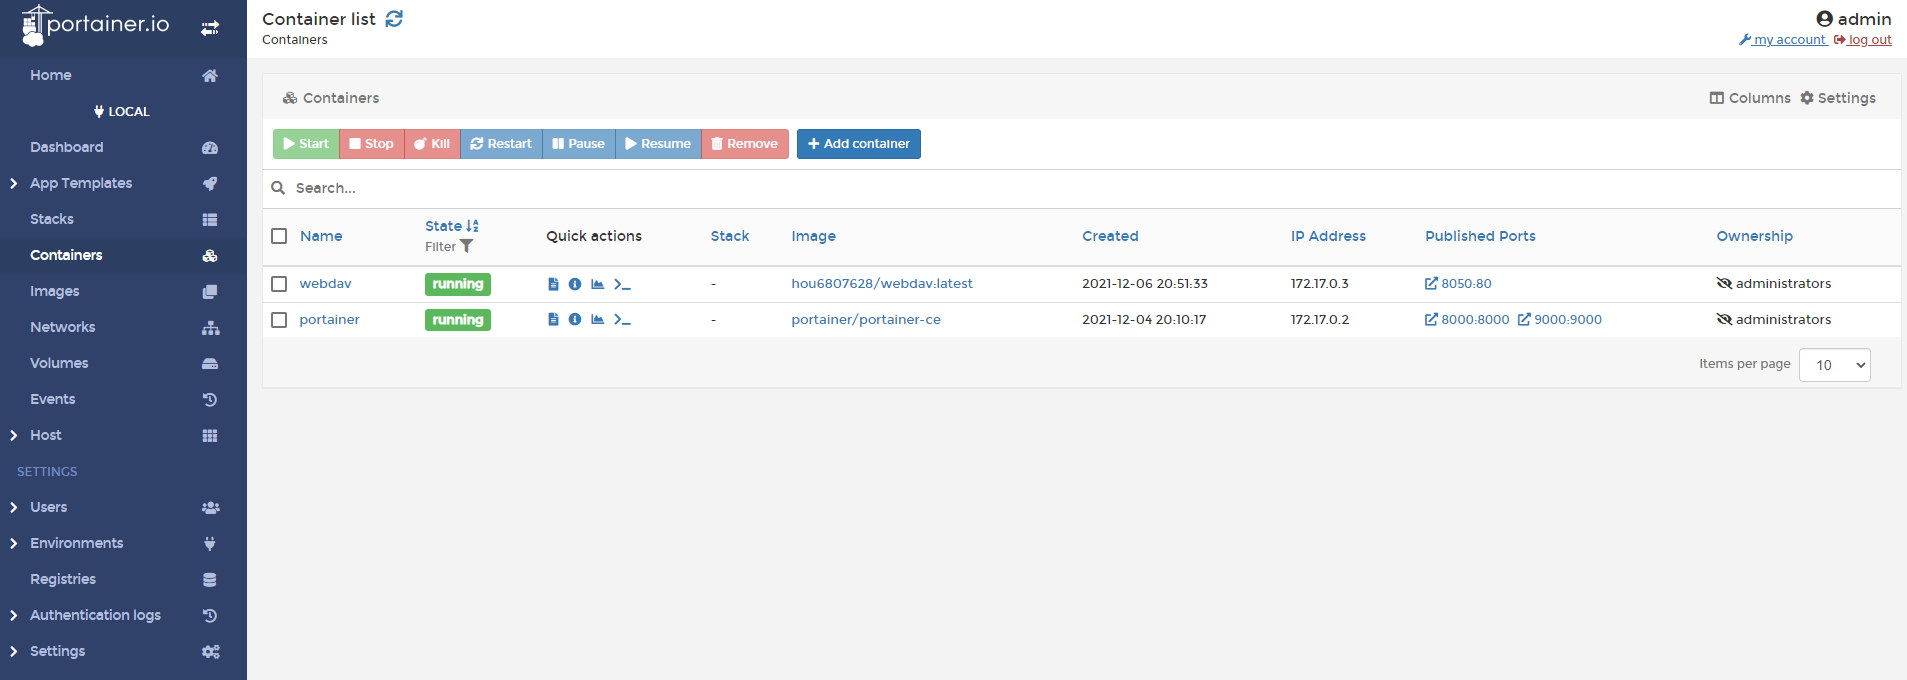 portainer.io
Home
LOCAL
Dashboard
App Templates
Stacks
Containers
Images
Networks
Volumes
Events
Host
SETTINGS
Users
Environments
Registries
Authentication logs
Settings
Container list
Containers
admin
my account log out
Containers
Columns Settings
Start Stop Kill Restart Pause Resume Remove Add container
Search...
Name State Filter Quick actions Stack Image Created IP Address Published Ports Ownership
webdav running - hou6807628/webdav:latest 2021-12-06 20:51:33 172.17.0.3 8050:80 administrators
portainer running - portainer/portainer-ce 2021-12-04 20:10:17 172.17.0.2 8000:8000 9000:9000 administrators
Items per page 10